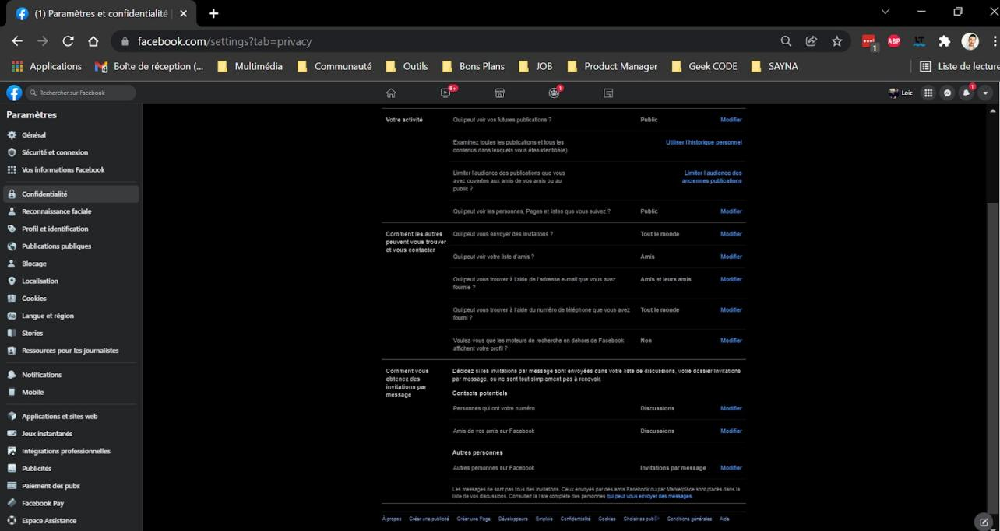 (1) Paramètres et confidentialité
facebook.com/settings?tab=privacy
ABP
LT
1
Applications
Boîte de réception (...
Multimédia
Communauté
Outils
Bons Plans
JOB
Product Manager
Geek CODE
SAYNA
Liste de lecture
Rechercher sur Facebook
9+
1
Loic
1
Paramètres
Général
Sécurité et connexion
Vos informations Facebook
Confidentialité
Reconnaissance faciale
Profil et identification
Publications publiques
Blocage
Localisation
Cookies
Langue et région
Stories
Ressources pour les journalistes
Notifications
Mobile
Applications et sites web
Jeux instantanés
Intégrations professionnelles
Publicités
Paiement des pubs
Facebook Pay
Espace Assistance
Votre activité
Qui peut voir vos futures publications ?
Public
Modifier
Examinez toutes les publications et tous les
contenus dans lesquels vous êtes identifié(e)
Utiliser l'historique personnel
Limiter l'audience des publications que vous
avez ouvertes aux amis de vos amis ou au
public ?
Limiter l'audience des
anciennes publications
Qui peut voir les personnes, Pages et listes que vous suivez ?
Public
Modifier
Comment les autres
peuvent vous trouver
et vous contacter
Qui peut vous envoyer des invitations ?
Tout le monde
Modifier
Qui peut voir votre liste d'amis ?
Amis
Modifier
Qui peut vous trouver à l'aide de l'adresse e-mail que vous avez
fournie ?
Amis et leurs amis
Modifier
Qui peut vous trouver à l'aide du numéro de téléphone que vous avez
fourni ?
Tout le monde
Modifier
Voulez-vous que les moteurs de recherche en dehors de Facebook
affichent votre profil ?
Non
Modifier
Comment vous
obtenez des
invitations par
message
Décidez si les invitations par message sont envoyées dans votre liste de discussions, votre dossier Invitations
par message, ou ne sont tout simplement pas à recevoir.
Contacts potentiels
Personnes qui ont votre numéro
Discussions
Modifier
Amis de vos amis sur Facebook
Discussions
Modifier
Autres personnes
Autres personnes sur Facebook
Invitations par message
Modifier
Les messages ne sont pas tous des invitations. Ceux envoyés par des amis Facebook ou par Marketplace sont placés dans la
liste de vos discussions. Consultez la liste complète des personnes qui peut vous envoyer des messages.
À propos Créer une publicité Créer une Page Développeurs Emplois Confidentialité Cookies Choisir sa pub Conditions générales Aide